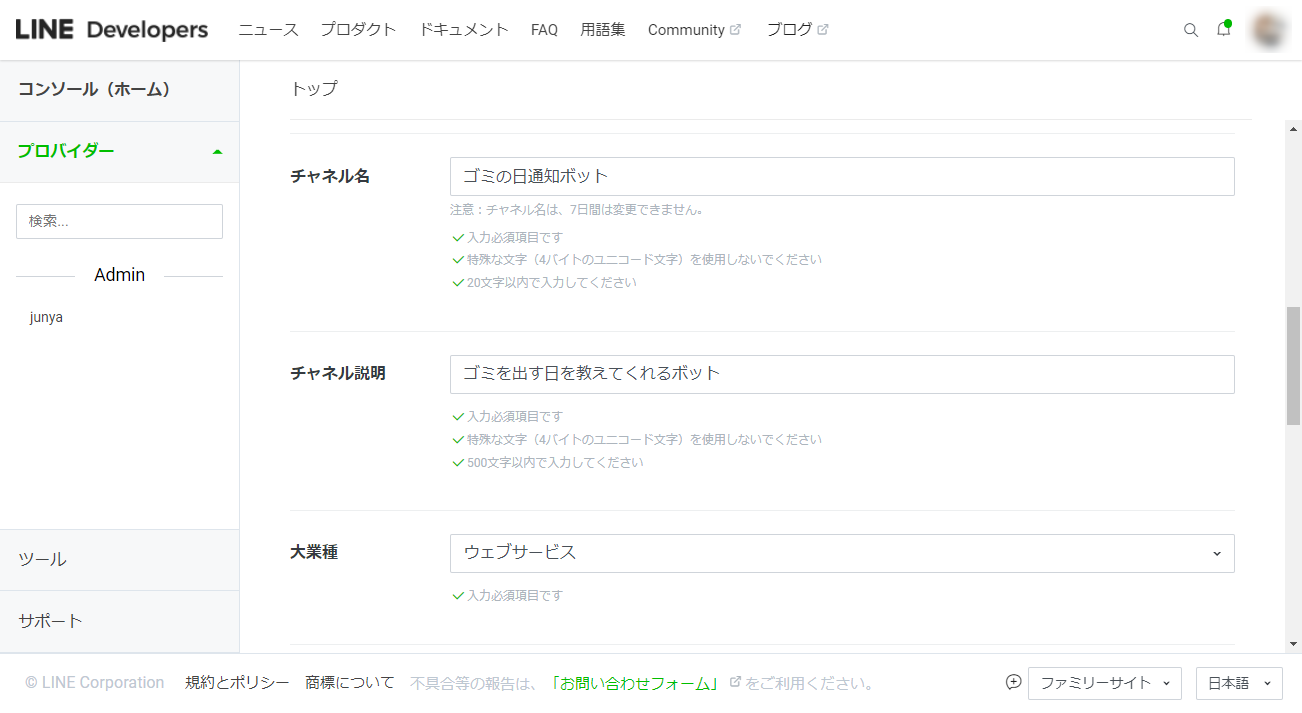 LINE Developers ニュース プロダクト ドキュメント FAQ 用語集 Community ブログ
コンソール（ホーム）
プロバイダー
検索...
Admin
junya
ツール
サポート
トップ
チャネル名 ゴミの日通知ボット
注意：チャネル名は、7日間は変更できません。
入力必須項目です
特殊な文字（4バイトのユニコード文字）を使用しないでください
20文字以内で入力してください
チャネル説明 ゴミを出す日を教えてくれるボット
入力必須項目です
特殊な文字（4バイトのユニコード文字）を使用しないでください
500文字以内で入力してください
大業種 ウェブサービス
入力必須項目です
© LINE Corporation 規約とポリシー 商標について 不具合等の報告は、「お問い合わせフォーム」 をご利用ください。 ファミリーサイト 日本語